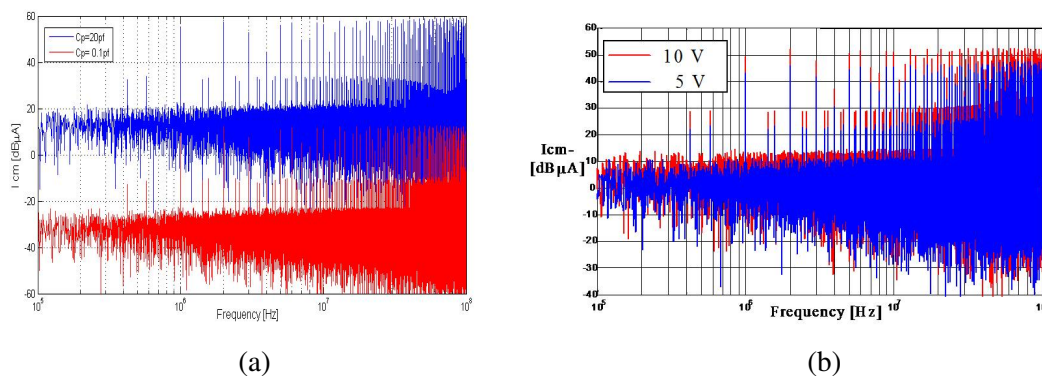 60
40
20
0
-20
-40
-60
I cm [dBμA]
Cp=20pf
Cp= 0.1pf
10^5
10^6
10^7
10^8
Frequency [Hz]
(a)
60
50
40
30
20
10
0
-10
-20
-30
40
Icm-
[dBμA]
10 V
5 V
10^5
10^6
10^7
10
Frequency [Hz]
(b)